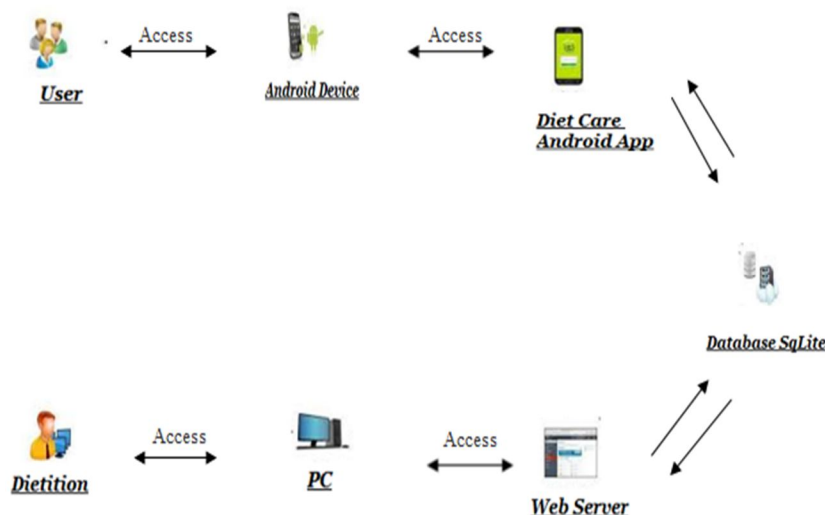 Access
Access
User
Android Device
Diet Care
Android App
Database SqLite
Access
Access
Dietition
PC
Web Server